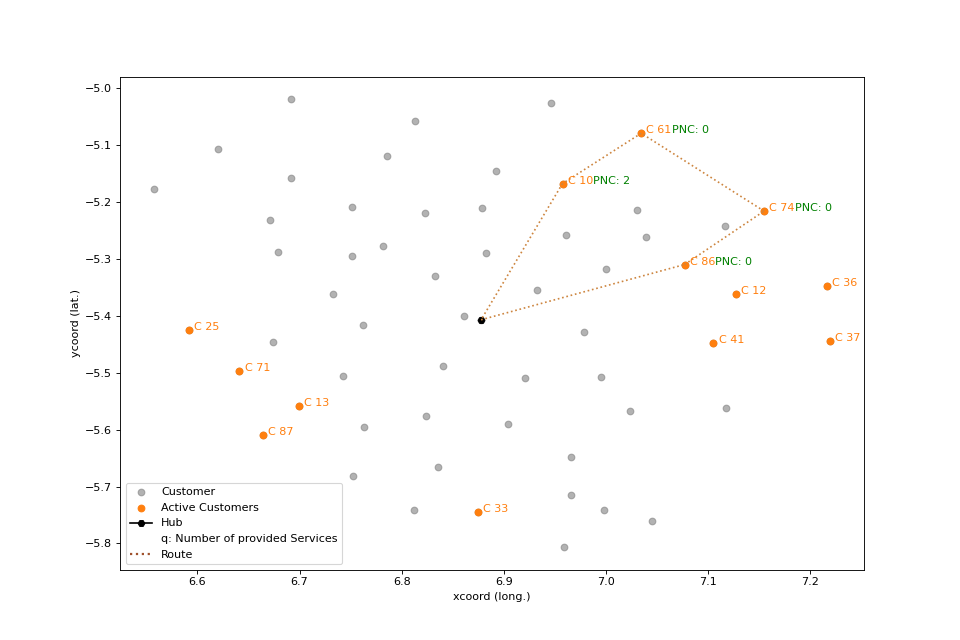 −5.0
−5.1
−5.2
−5.3
−5.4
−5.5
−5.6
−5.7
−5.8
ycoord (lat.)
C 61PNC: 0
C 10PNC: 2
C 74PNC: 0
C 86PNC: 0
C 36
C 12
C 25
C 41
C 37
C 71
C 13
C 87
C 33
Customer
Active Customers
Hub
q: Number of provided Services
Route
6.6 6.7 6.8 6.9 7.0 7.1 7.2
xcoord (long.)